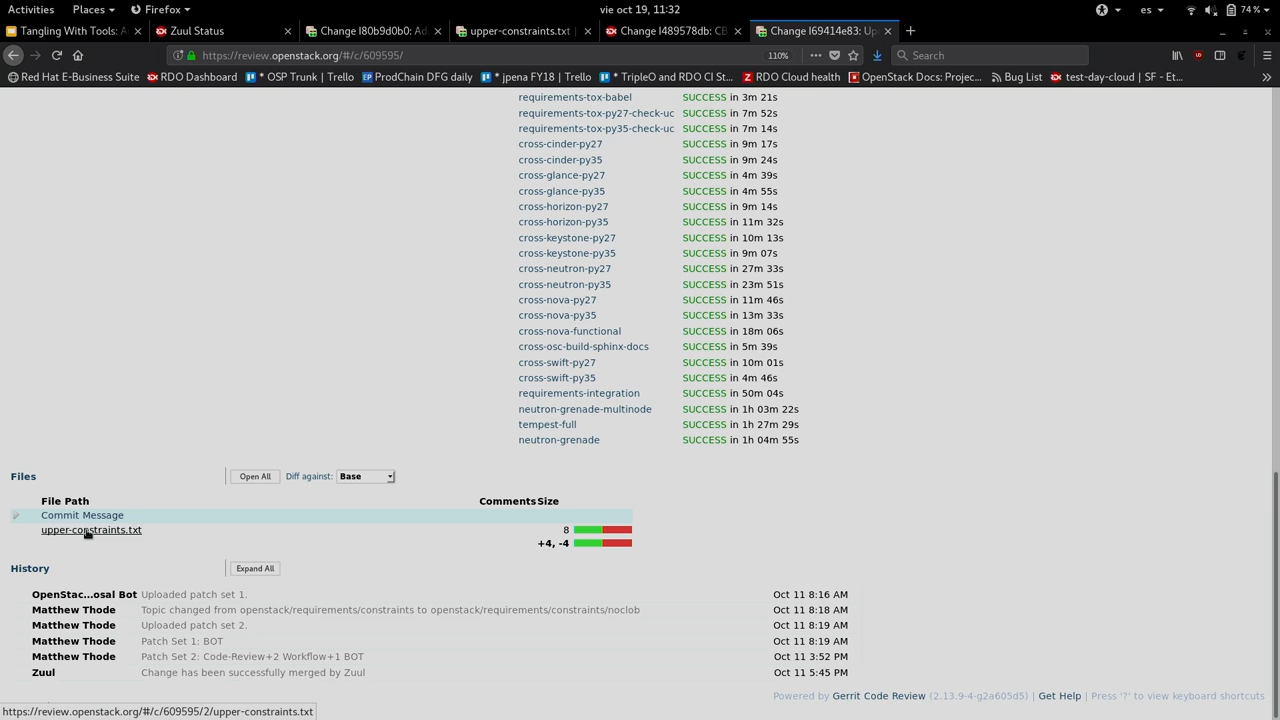 Activities Places Firefox vie oct 19, 11:32 es 74 %
Tangling With Tools: A Zuul Status Change I80b9d0b0: Ad upper-constraints.txt Change I489578db: CB Change I69414e83: Up
https://review.openstack.org/#/c/609595/ 110% Search
Red Hat E-Business Suite RDO Dashboard * OSP Trunk | Trello ProdChain DFG daily * jpena FY18 | Trello * TripleO and RDO CI St... RDO Cloud health OpenStack Docs: Projec... Bug List test-day-cloud | SF - Et...
requirements-tox-babel SUCCESS in 3m 21s
requirements-tox-py27-check-uc SUCCESS in 7m 52s
requirements-tox-py35-check-uc SUCCESS in 7m 14s
cross-cinder-py27 SUCCESS in 9m 17s
cross-cinder-py35 SUCCESS in 9m 24s
cross-glance-py27 SUCCESS in 4m 39s
cross-glance-py35 SUCCESS in 4m 55s
cross-horizon-py27 SUCCESS in 9m 14s
cross-horizon-py35 SUCCESS in 11m 32s
cross-keystone-py27 SUCCESS in 10m 13s
cross-keystone-py35 SUCCESS in 9m 07s
cross-neutron-py27 SUCCESS in 27m 33s
cross-neutron-py35 SUCCESS in 23m 51s
cross-nova-py27 SUCCESS in 11m 46s
cross-nova-py35 SUCCESS in 13m 33s
cross-nova-functional SUCCESS in 18m 06s
cross-osc-build-sphinx-docs SUCCESS in 5m 39s
cross-swift-py27 SUCCESS in 10m 01s
cross-swift-py35 SUCCESS in 4m 46s
requirements-integration SUCCESS in 50m 04s
neutron-grenade-multinode SUCCESS in 1h 03m 22s
tempest-full SUCCESS in 1h 27m 29s
neutron-grenade SUCCESS in 1h 04m 55s
Files Open All Diff against: Base
File Path Comments Size
Commit Message
upper-constraints.txt 8
+4, -4
History Expand All
OpenStac...osal Bot Uploaded patch set 1. Oct 11 8:16 AM
Matthew Thode Topic changed from openstack/requirements/constraints to openstack/requirements/constraints/noclob Oct 11 8:18 AM
Matthew Thode Uploaded patch set 2. Oct 11 8:19 AM
Matthew Thode Patch Set 1: BOT Oct 11 8:19 AM
Matthew Thode Patch Set 2: Code-Review+2 Workflow+1 BOT Oct 11 3:52 PM
Zuul Change has been successfully merged by Zuul Oct 11 5:45 PM
Powered by Gerrit Code Review (2.13.9-4-g2a605d5) | Get Help | Press '?' to view keyboard shortcuts
https://review.openstack.org/#/c/609595/2/upper-constraints.txt